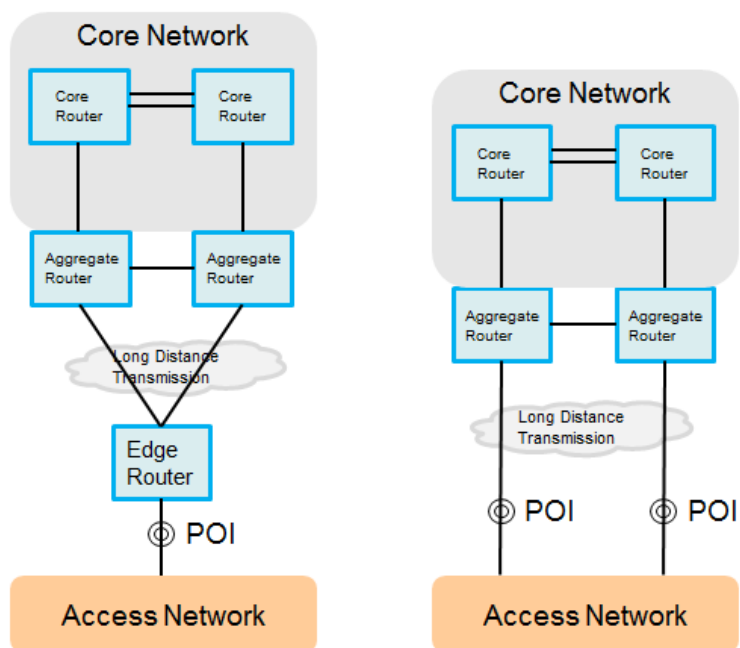 Core Network
Core
Router
Core
Router
Aggregate
Router
Aggregate
Router
Long Distance
Transmission
Edge
Router
POI
Access Network
Core Network
Core
Router
Core
Router
Aggregate
Router
Aggregate
Router
Long Distance
Transmission
POI
POI
Access Network